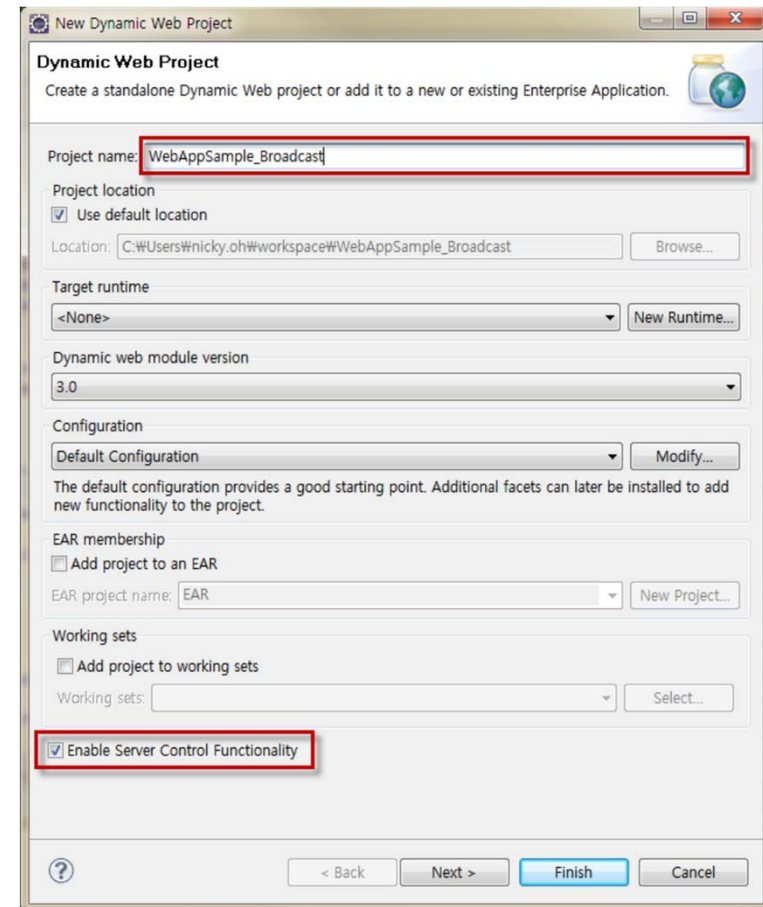 New Dynamic Web Project
Dynamic Web Project
Create a standalone Dynamic Web project or add it to a new or existing Enterprise Application.
Project name: WebAppSample_Broadcast
Project location
Use default location
Location: C:₩Users₩nicky.oh₩workspace₩WebAppSample_Broadcast Browse...
Target runtime
<None> New Runtime...
Dynamic web module version
3.0
Configuration
Default Configuration Modify...
The default configuration provides a good starting point. Additional facets can later be installed to add
new functionality to the project.
EAR membership
Add project to an EAR
EAR project name: EAR New Project...
Working sets
Add project to working sets
Working sets: Select...
Enable Server Control Functionality
? < Back Next > Finish Cancel